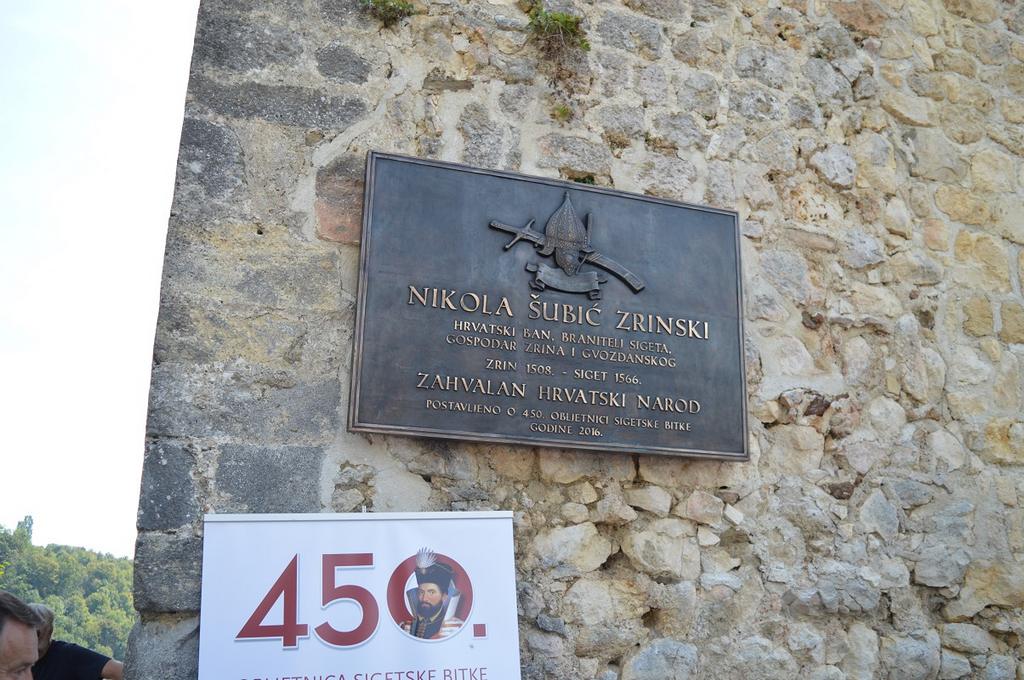 NIKOLA ŠUBIĆ ZRINSKI
HRVATSKI BAN, BRANITELJ SIGETA,
GOSPODAR ZRINA I GVOZDANSKOG
ZRIN 1508. - SIGET 1566.
ZAHVALAN HRVATSKI NAROD
POSTAVLJENO O 450. OBLJETNICI SIGETSKE BITKE
GODINE 2016.
450.
OBLJETNICA SIGETSKE BITKE